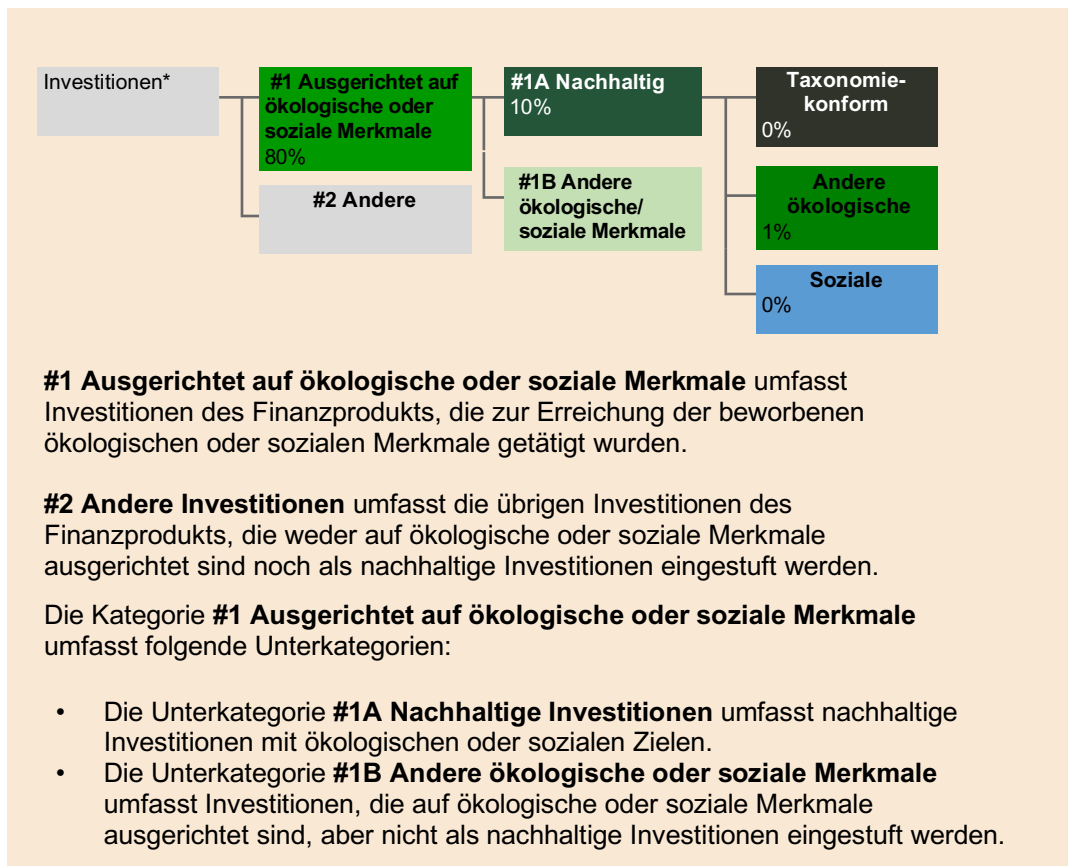 Investitionen*
#1 Ausgerichtet auf
ökologische oder
soziale Merkmale
80%
#2 Andere
#1A Nachhaltig
10%
#1B Andere
ökologische/
soziale Merkmale
Taxonomie-
konform
0%
Andere
ökologische
1%
Soziale
0%
#1 Ausgerichtet auf ökologische oder soziale Merkmale umfasst
Investitionen des Finanzprodukts, die zur Erreichung der beworbenen
ökologischen oder sozialen Merkmale getätigt wurden.
#2 Andere Investitionen umfasst die übrigen Investitionen des
Finanzprodukts, die weder auf ökologische oder soziale Merkmale
ausgerichtet sind noch als nachhaltige Investitionen eingestuft werden.
Die Kategorie #1 Ausgerichtet auf ökologische oder soziale Merkmale
umfasst folgende Unterkategorien:
• Die Unterkategorie #1A Nachhaltige Investitionen umfasst nachhaltige
Investitionen mit ökologischen oder sozialen Zielen.
• Die Unterkategorie #1B Andere ökologische oder soziale Merkmale
umfasst Investitionen, die auf ökologische oder soziale Merkmale
ausgerichtet sind, aber nicht als nachhaltige Investitionen eingestuft werden.